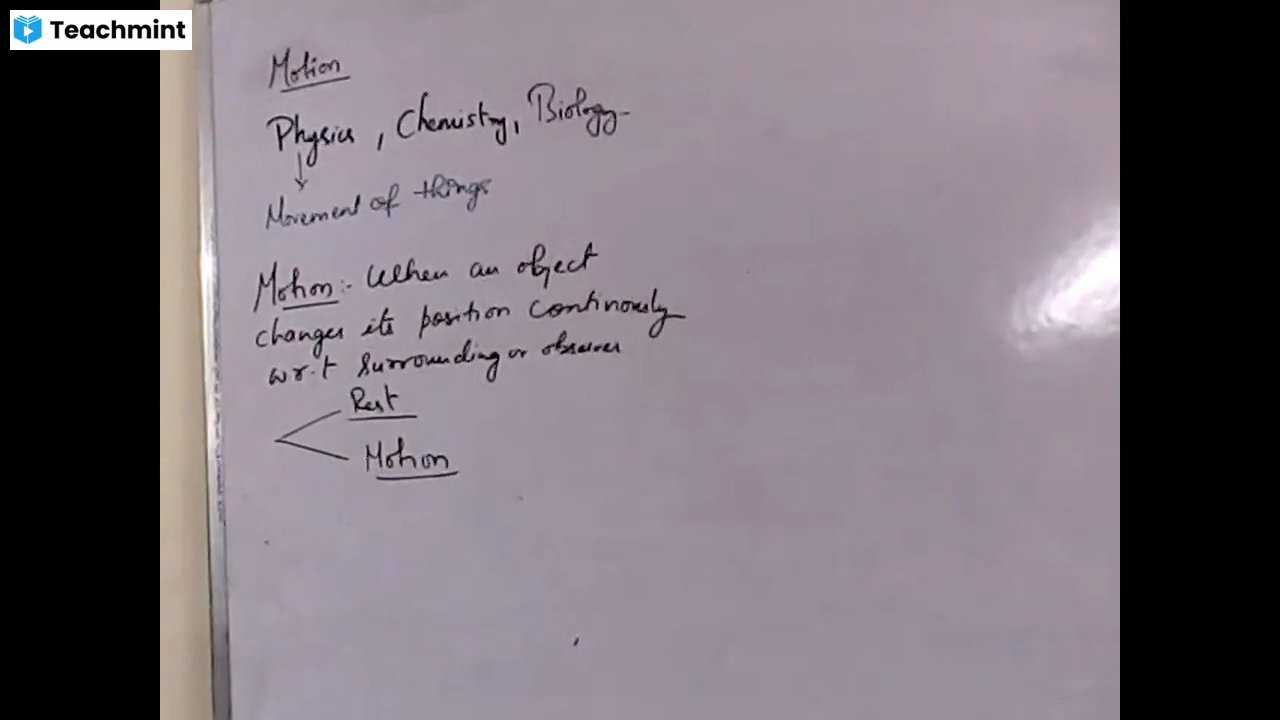 Teachmint
Motion
Physics, Chemistry, Biology
Movement of things
Motion:- When an object
changes its position continously
w.r.t surrounding or observer
Rest
Motion